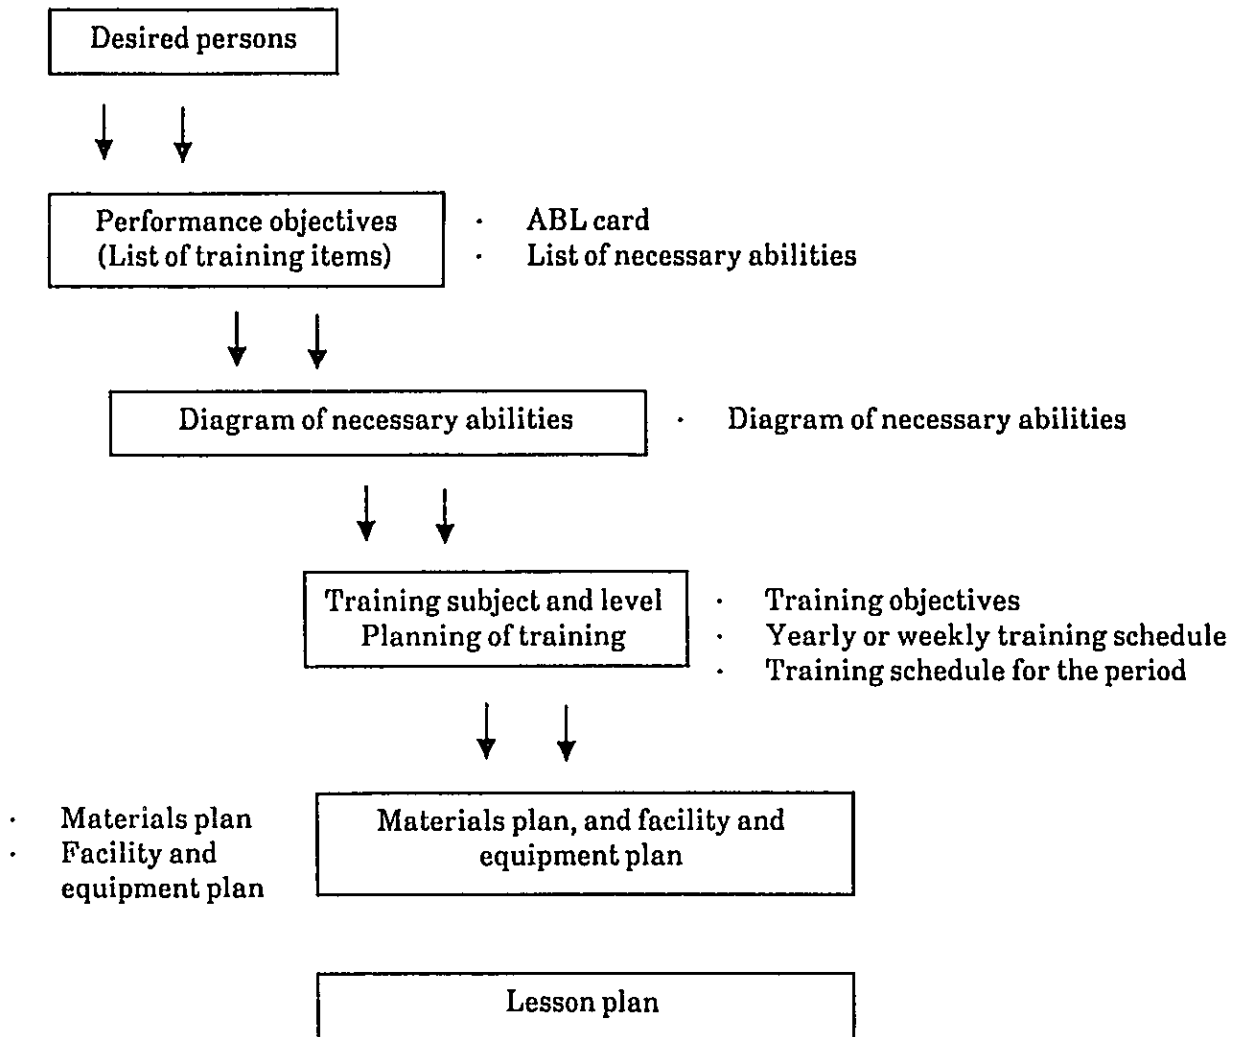 Desired persons
Performance objectives
(List of training items)
· ABL card
· List of necessary abilities
Diagram of necessary abilities
· Diagram of necessary abilities
Training subject and level
Planning of training
· Training objectives
· Yearly or weekly training schedule
· Training schedule for the period
· Materials plan
· Facility and
equipment plan
Materials plan, and facility and
equipment plan
Lesson plan